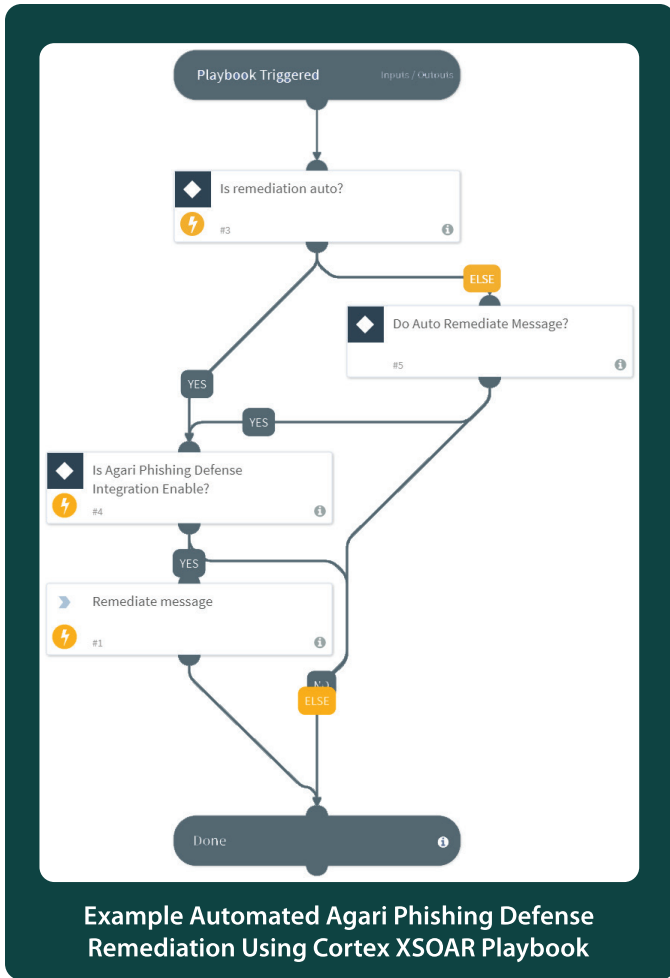 Playbook Triggered Inputs / Outputs
Is remediation auto?
#3
ELSE
Do Auto Remediate Message?
#5
YES
YES
Is Agari Phishing Defense
Integration Enable?
#4
YES
Remediate message
#1
NO
ELSE
Done
Example Automated Agari Phishing Defense
Remediation Using Cortex XSOAR Playbook